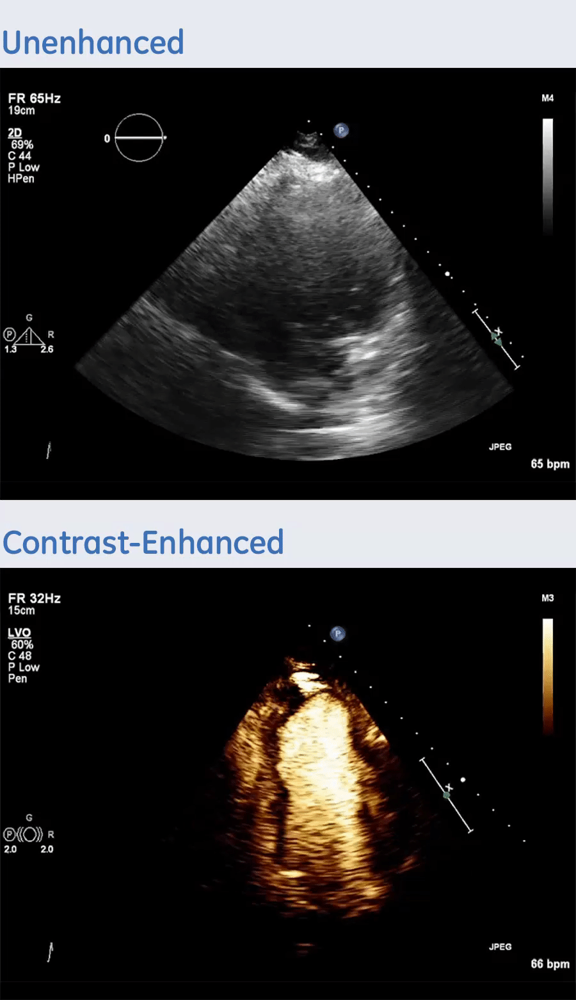 Unenhanced
FR 65Hz
19cm
M4
2D
69%
C 44
P Low
HPen
0
P
G
P R
1.3 2.6
X
JPEG
65 bpm
Contrast-Enhanced
FR 32Hz
15cm
M3
LVO
60%
C 48
P Low
Pen
P
G
P R
2.0 2.0
X
JPEG
66 bpm